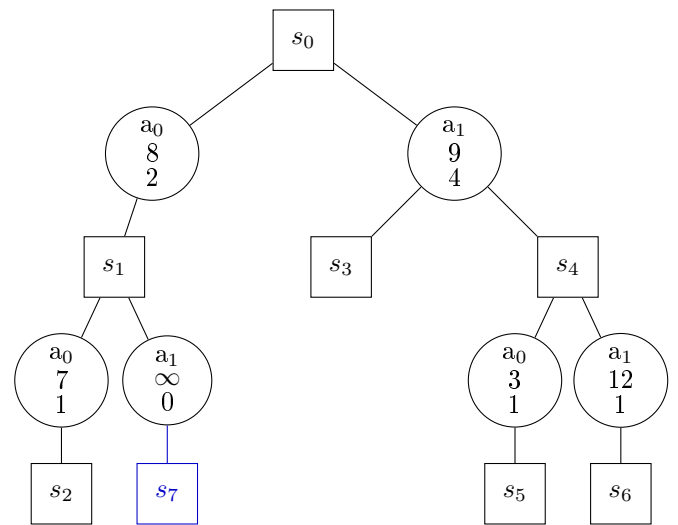 s₀
a₀
8
2
a₁
9
4
s₁
s₃
s₄
a₀
7
1
a₁
∞
0
a₀
3
1
a₁
12
1
s₂
s₇
s₅
s₆